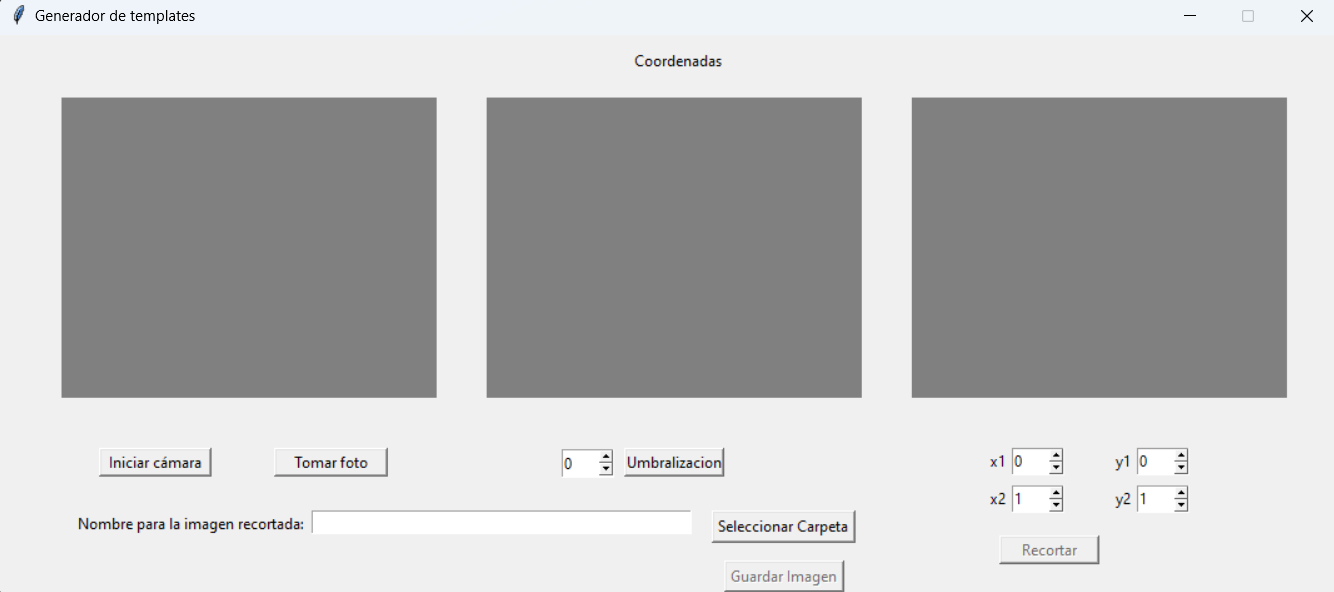 Generador de templates
Coordenadas
Iniciar cámara
Tomar foto
0
Umbralizacion
x1 0
y1 0
x2 1
y2 1
Nombre para la imagen recortada:
Seleccionar Carpeta
Recortar
Guardar Imagen